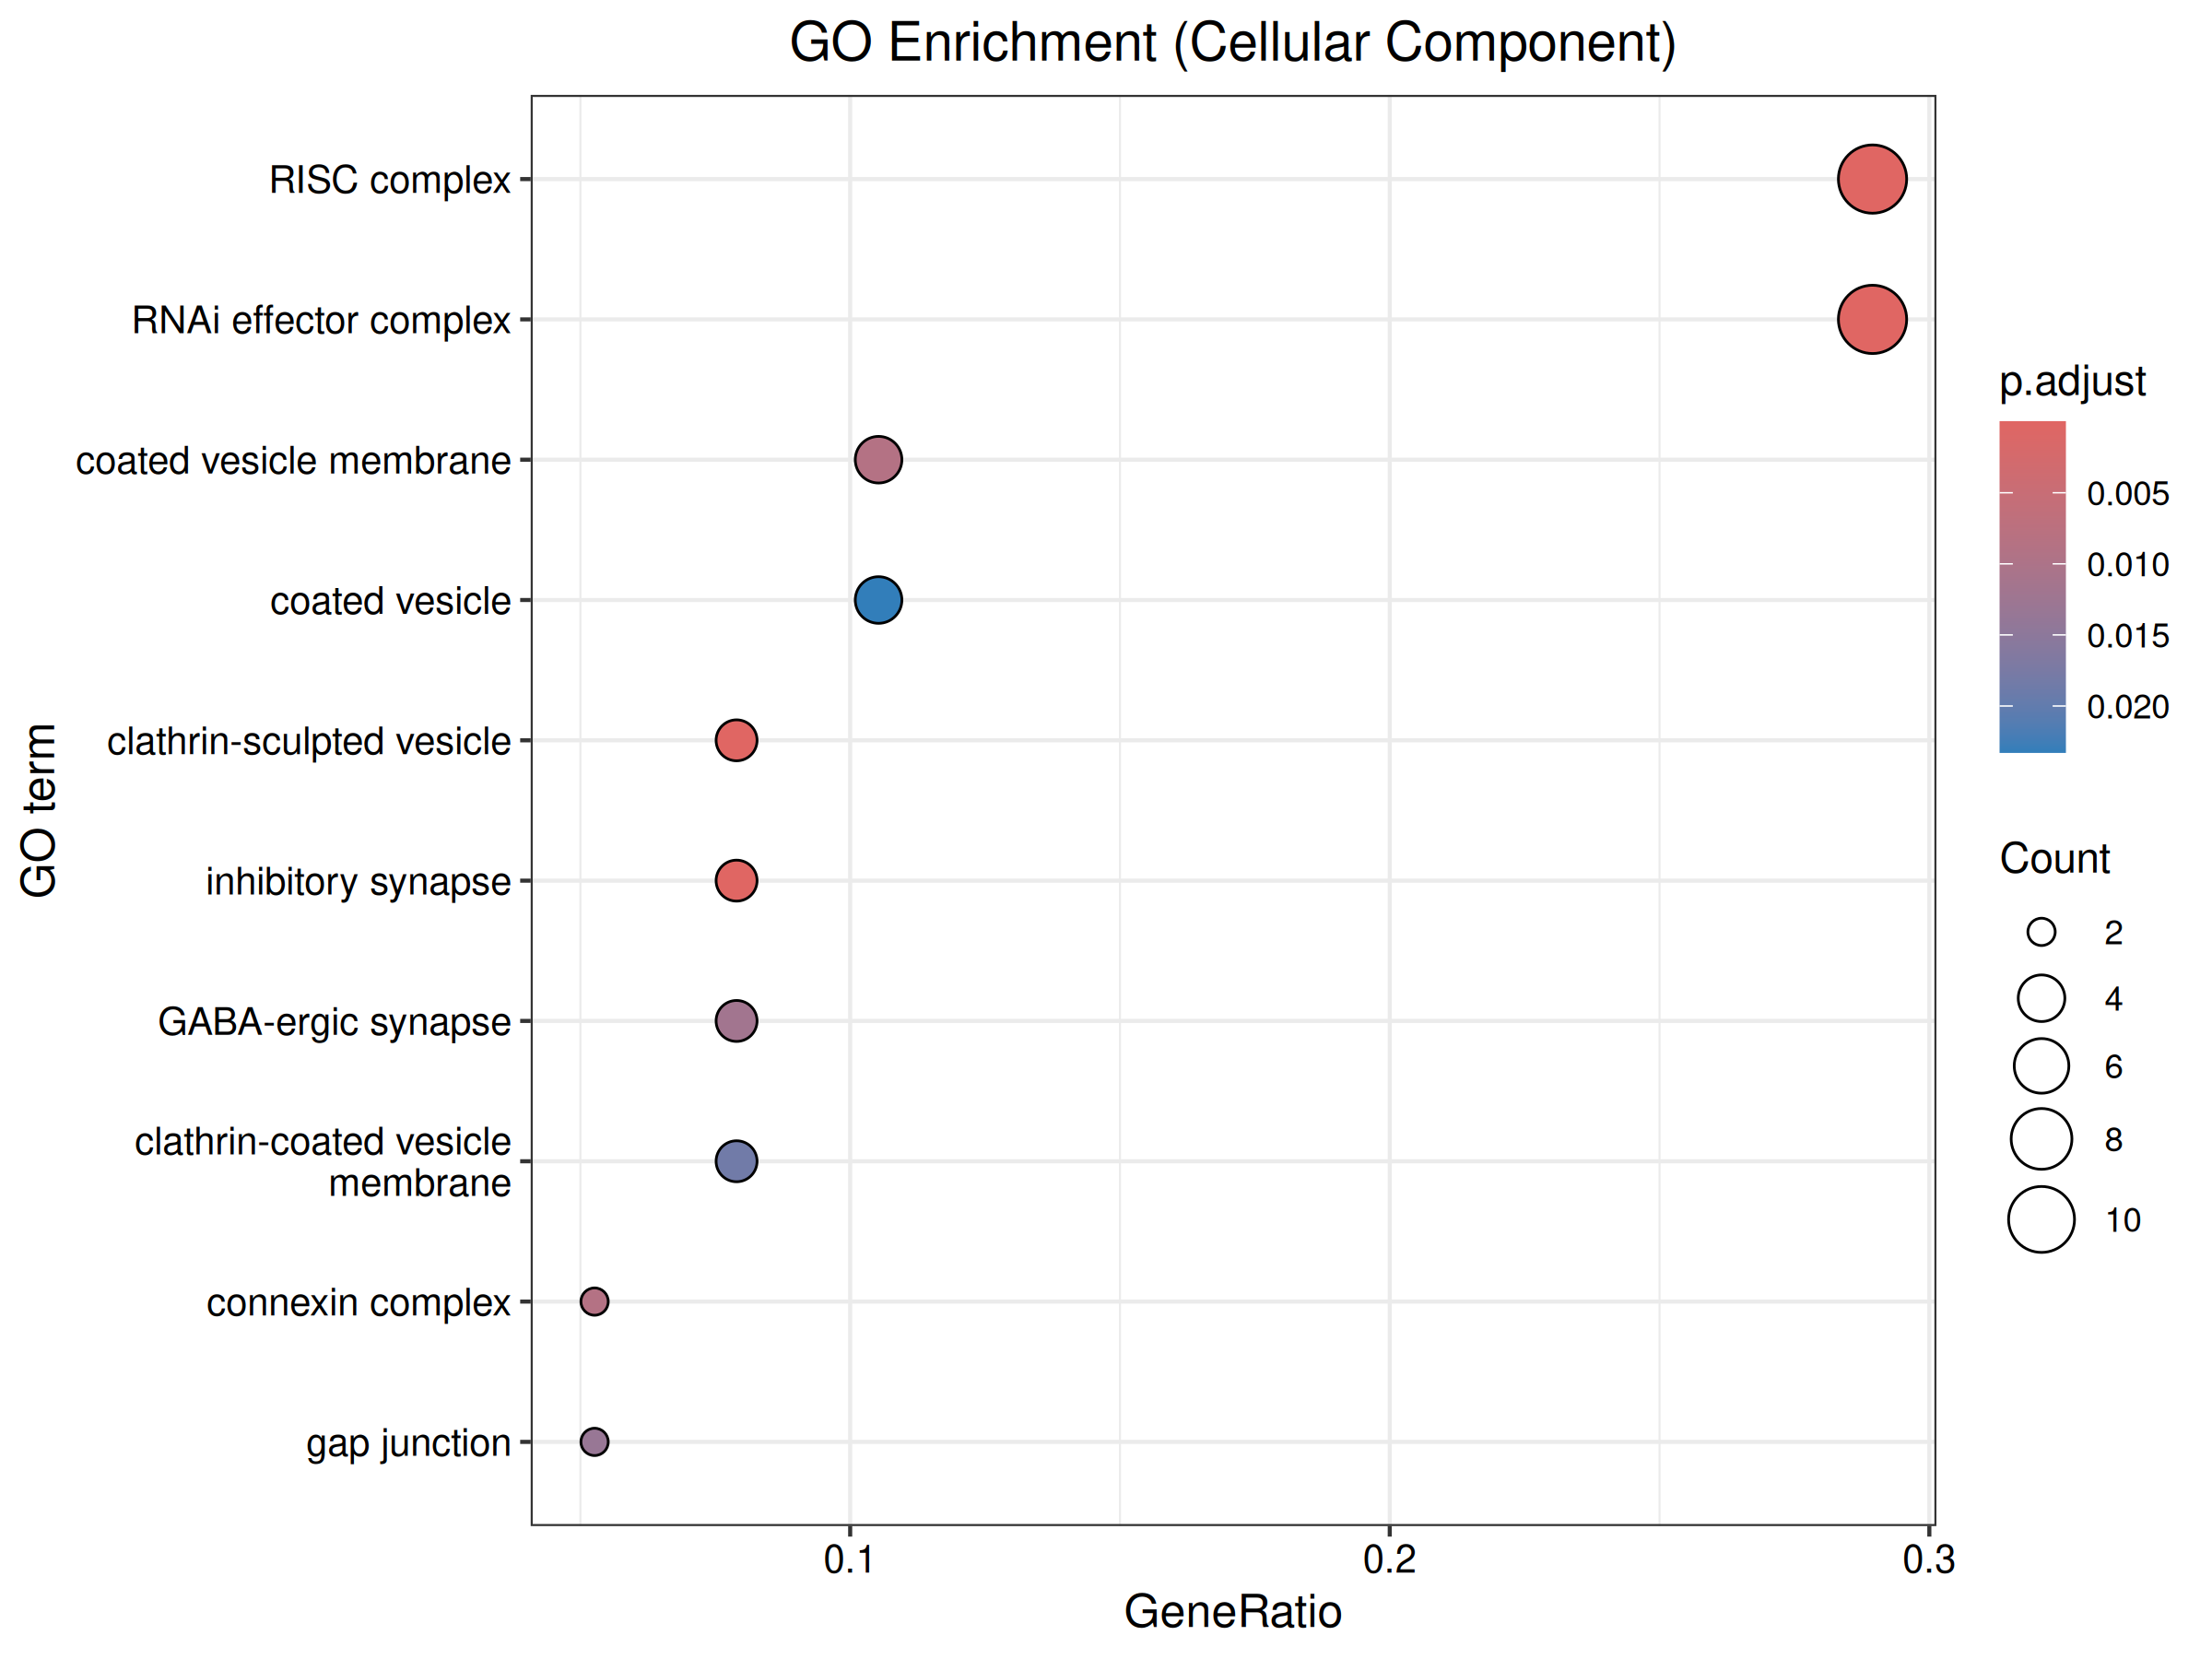 GO Enrichment (Cellular Component)
RISC complex
RNAi effector complex
coated vesicle membrane
coated vesicle
clathrin-sculpted vesicle
inhibitory synapse
GABA-ergic synapse
clathrin-coated vesicle
membrane
connexin complex
gap junction
GO term
0.1
0.2
0.3
GeneRatio
p.adjust
0.005
0.010
0.015
0.020
Count
2
4
6
8
10